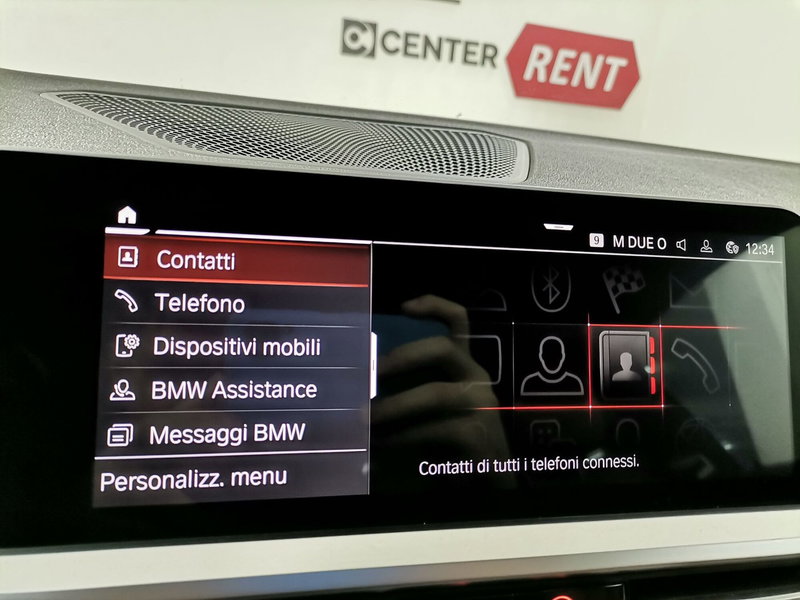 CENTER RENT
9 M DUE O 12:34
Contatti
Telefono
Dispositivi mobili
BMW Assistance
Messaggi BMW
Personalizz. menu
Contatti di tutti i telefoni connessi.